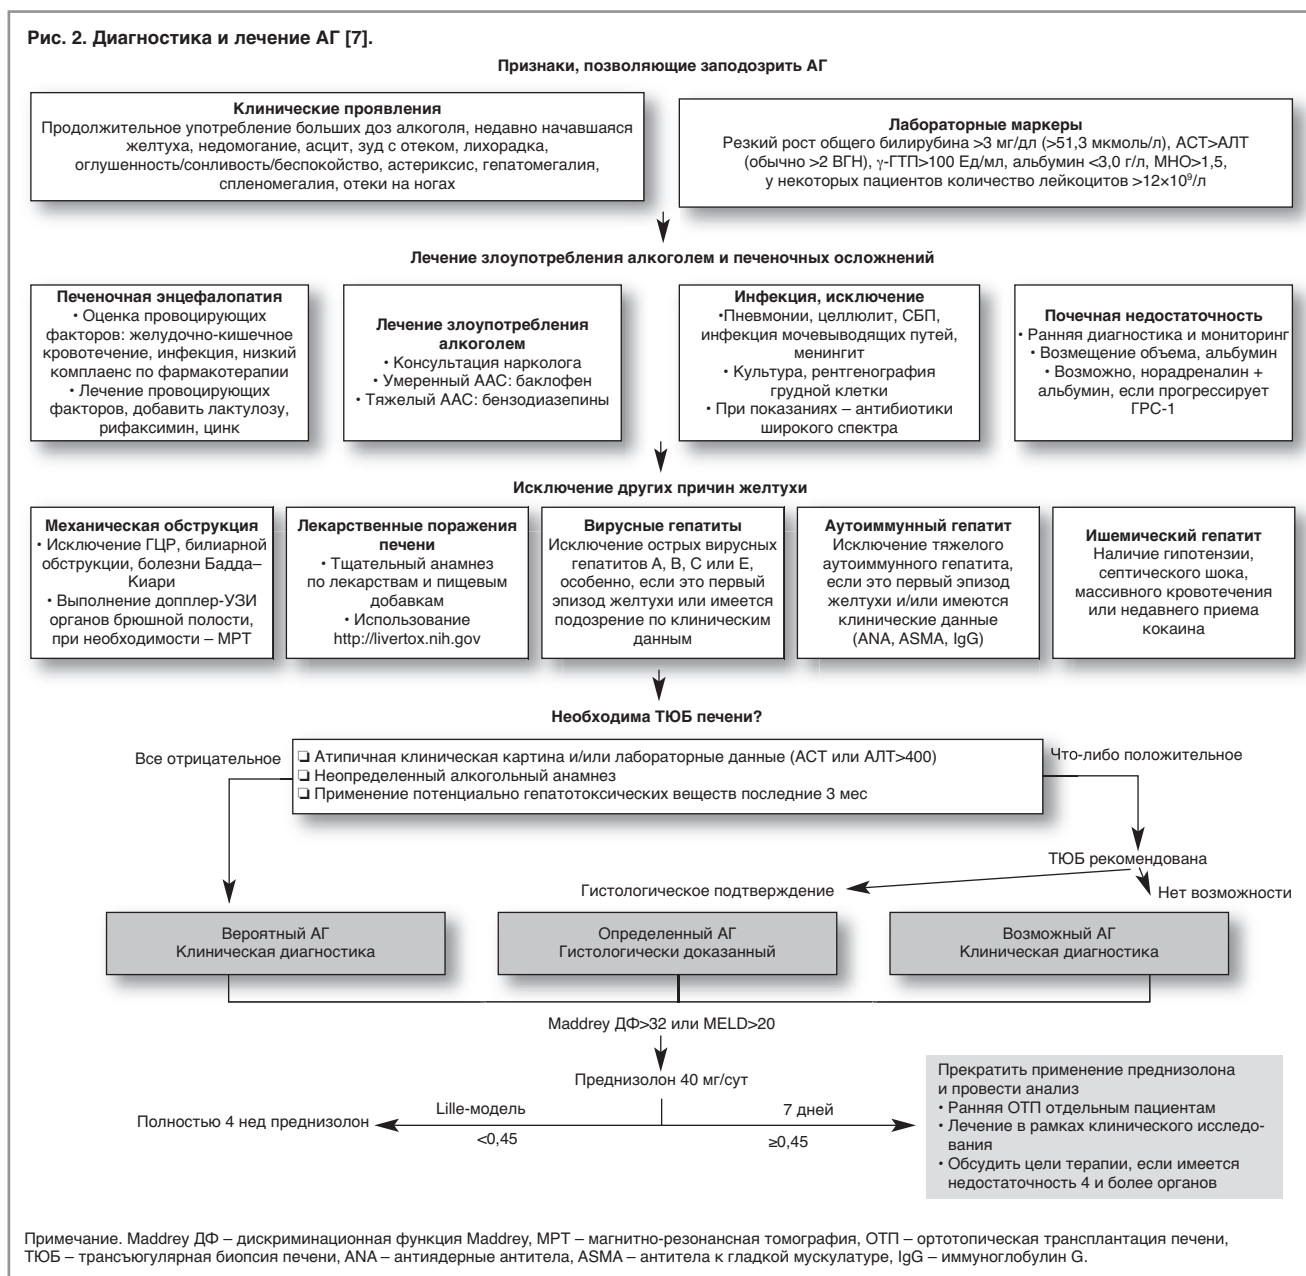 Рис. 2. Диагностика и лечение АГ [7].
Признаки, позволяющие заподозрить АГ
Клинические проявления
Продолжительное употребление больших доз алкоголя, недавно начавшаяся
желтуха, недомогание, асцит, зуд с отеком, лихорадка,
оглушенность/сонливость/беспокойство, астериксис, гепатомегалия,
спленомегалия, отеки на ногах
Лабораторные маркеры
Резкий рост общего билирубина >3 мг/дл (>51,3 мкмоль/л), АСТ>АЛТ
(обычно >2 ВГН), γ-ГТП>100 Ед/мл, альбумин <3,0 г/л, МНО>1,5,
у некоторых пациентов количество лейкоцитов >12×10⁹/л
Лечение злоупотребления алкоголем и печеночных осложнений
Печеночная энцефалопатия
• Оценка провоцирующих
факторов: желудочно-кишечное
кровотечение, инфекция, низкий
комплаенс по фармакотерапии
• Лечение провоцирующих
факторов, добавить лактулозу,
рифаксимин, цинк
Лечение злоупотребления
алкоголем
• Консультация нарколога
• Умеренный ААС: баклофен
• Тяжелый ААС: бензодиазепины
Инфекция, исключение
•Пневмонии, целлюлит, СБП,
инфекция мочевыводящих путей,
менингит
• Культура, рентгенография
грудной клетки
• При показаниях – антибиотики
широкого спектра
Почечная недостаточность
• Ранняя диагностика и мониторинг
• Возмещение объема, альбумин
• Возможно, норадреналин +
альбумин, если прогрессирует
ГРС-1
Исключение других причин желтухи
Механическая обструкция
• Исключение ГЦР, билиарной
обструкции, болезни Бадда–
Киари
• Выполнение допплер-УЗИ
органов брюшной полости,
при необходимости – МРТ
Лекарственные поражения
печени
• Тщательный анамнез
по лекарствам и пищевым
добавкам
• Использование
http://livertox.nih.gov
Вирусные гепатиты
Исключение острых вирусных
гепатитов А, В, С или Е,
особенно, если это первый
эпизод желтухи или имеется
подозрение по клиническим
данным
Аутоиммунный гепатит
Исключение тяжелого
аутоиммунного гепатита,
если это первый эпизод
желтухи и/или имеются
клинические данные
(ANA, ASMA, IgG)
Ишемический гепатит
Наличие гипотензии,
септического шока,
массивного кровотечения
или недавнего приема
кокаина
Необходима ТЮБ печени?
Все отрицательное
❑ Атипичная клиническая картина и/или лабораторные данные (АСТ или АЛТ>400)
❑ Неопределенный алкогольный анамнез
❑ Применение потенциально гепатотоксических веществ последние 3 мес
Что-либо положительное
ТЮБ рекомендована
Гистологическое подтверждение
Нет возможности
Вероятный АГ
Клиническая диагностика
Определенный АГ
Гистологически доказанный
Возможный АГ
Клиническая диагностика
Maddrey ДФ>32 или MELD>20
Преднизолон 40 мг/сут
Полностью 4 нед преднизолон
Lille-модель
<0,45
7 дней
≥0,45
Прекратить применение преднизолона
и провести анализ
• Ранняя ОТП отдельным пациентам
• Лечение в рамках клинического исследо-
вания
• Обсудить цели терапии, если имеется
недостаточность 4 и более органов
Примечание. Maddrey ДФ – дискриминационная функция Maddrey, МРТ – магнитно-резонансная томография, ОТП – ортотопическая трансплантация печени,
ТЮБ – трансъюгулярная биопсия печени, ANA – антиядерные антитела, ASMA – антитела к гладкой мускулатуре, IgG – иммуноглобулин G.